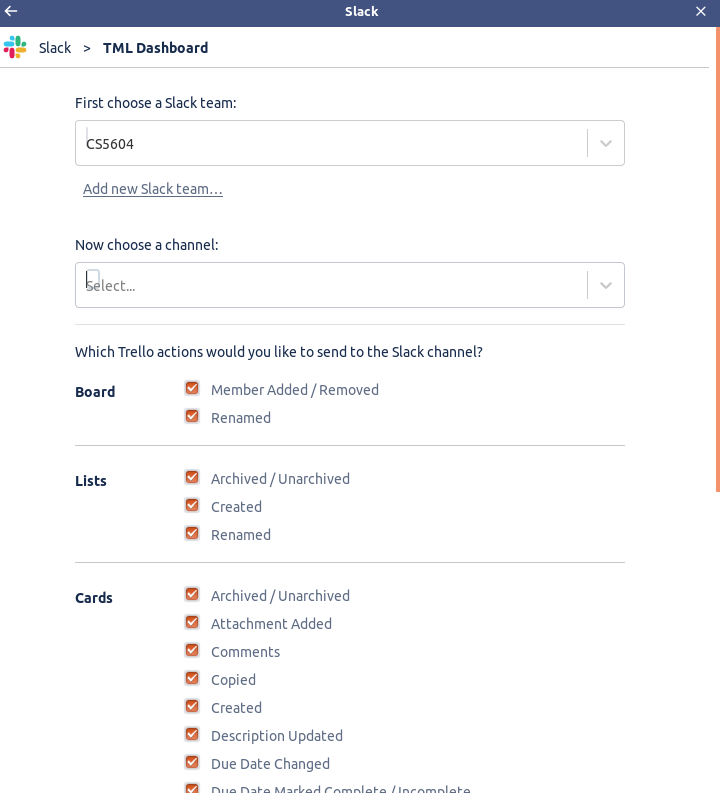 Slack
Slack > TML Dashboard
First choose a Slack team:
CS5604
Add new Slack team…
Now choose a channel:
Select...
Which Trello actions would you like to send to the Slack channel?
Board
Member Added / Removed
Renamed
Lists
Archived / Unarchived
Created
Renamed
Cards
Archived / Unarchived
Attachment Added
Comments
Copied
Created
Description Updated
Due Date Changed
Due Date Marked Complete / Incomplete